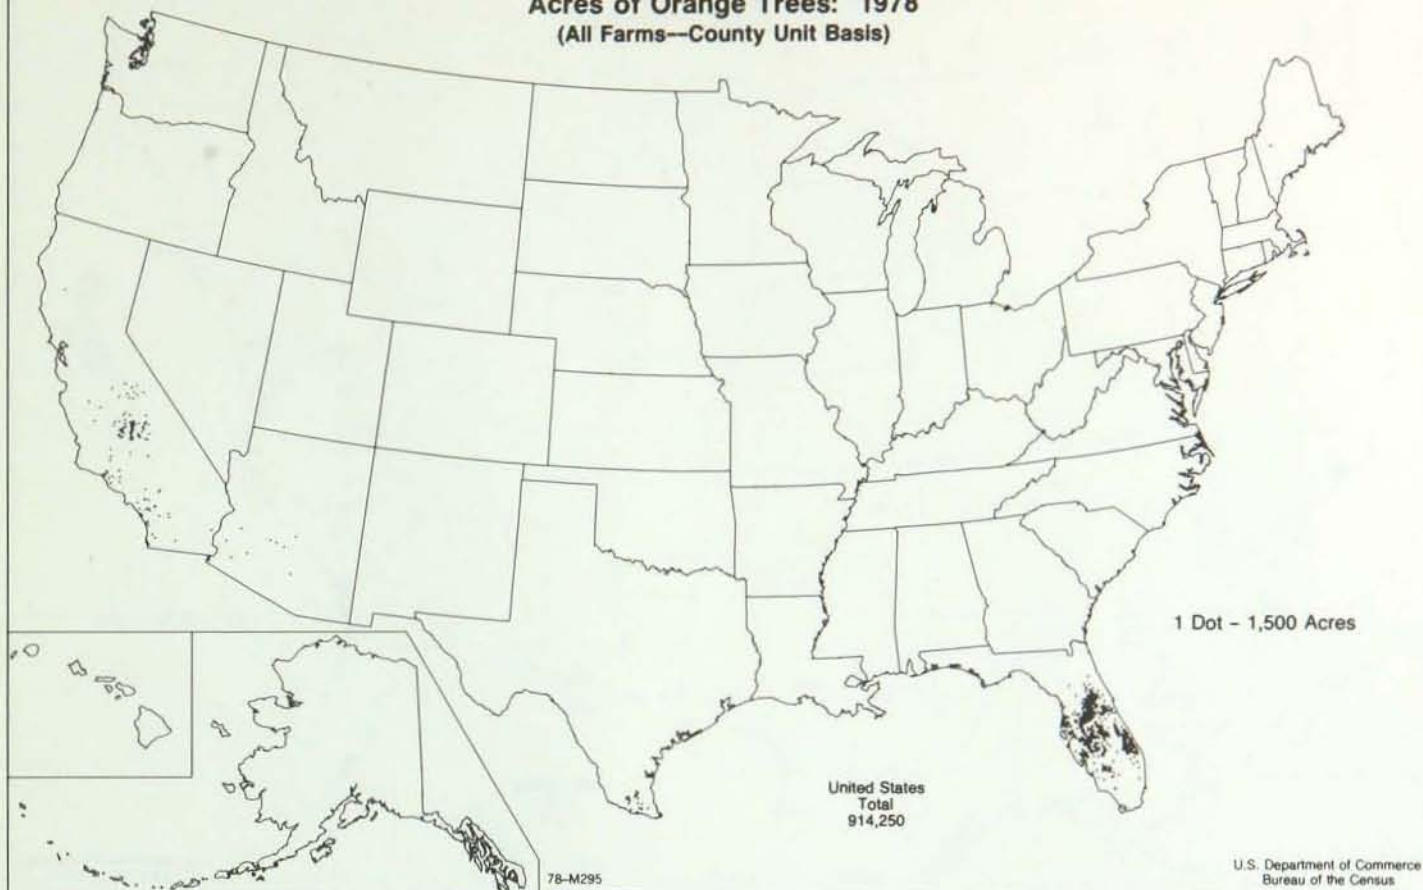 Acres of Orange Trees: 1978
(All Farms--County Unit Basis)
1 Dot - 1,500 Acres
United States
Total
914,250
78-M295
U.S. Department of Commerce
Bureau of the Census